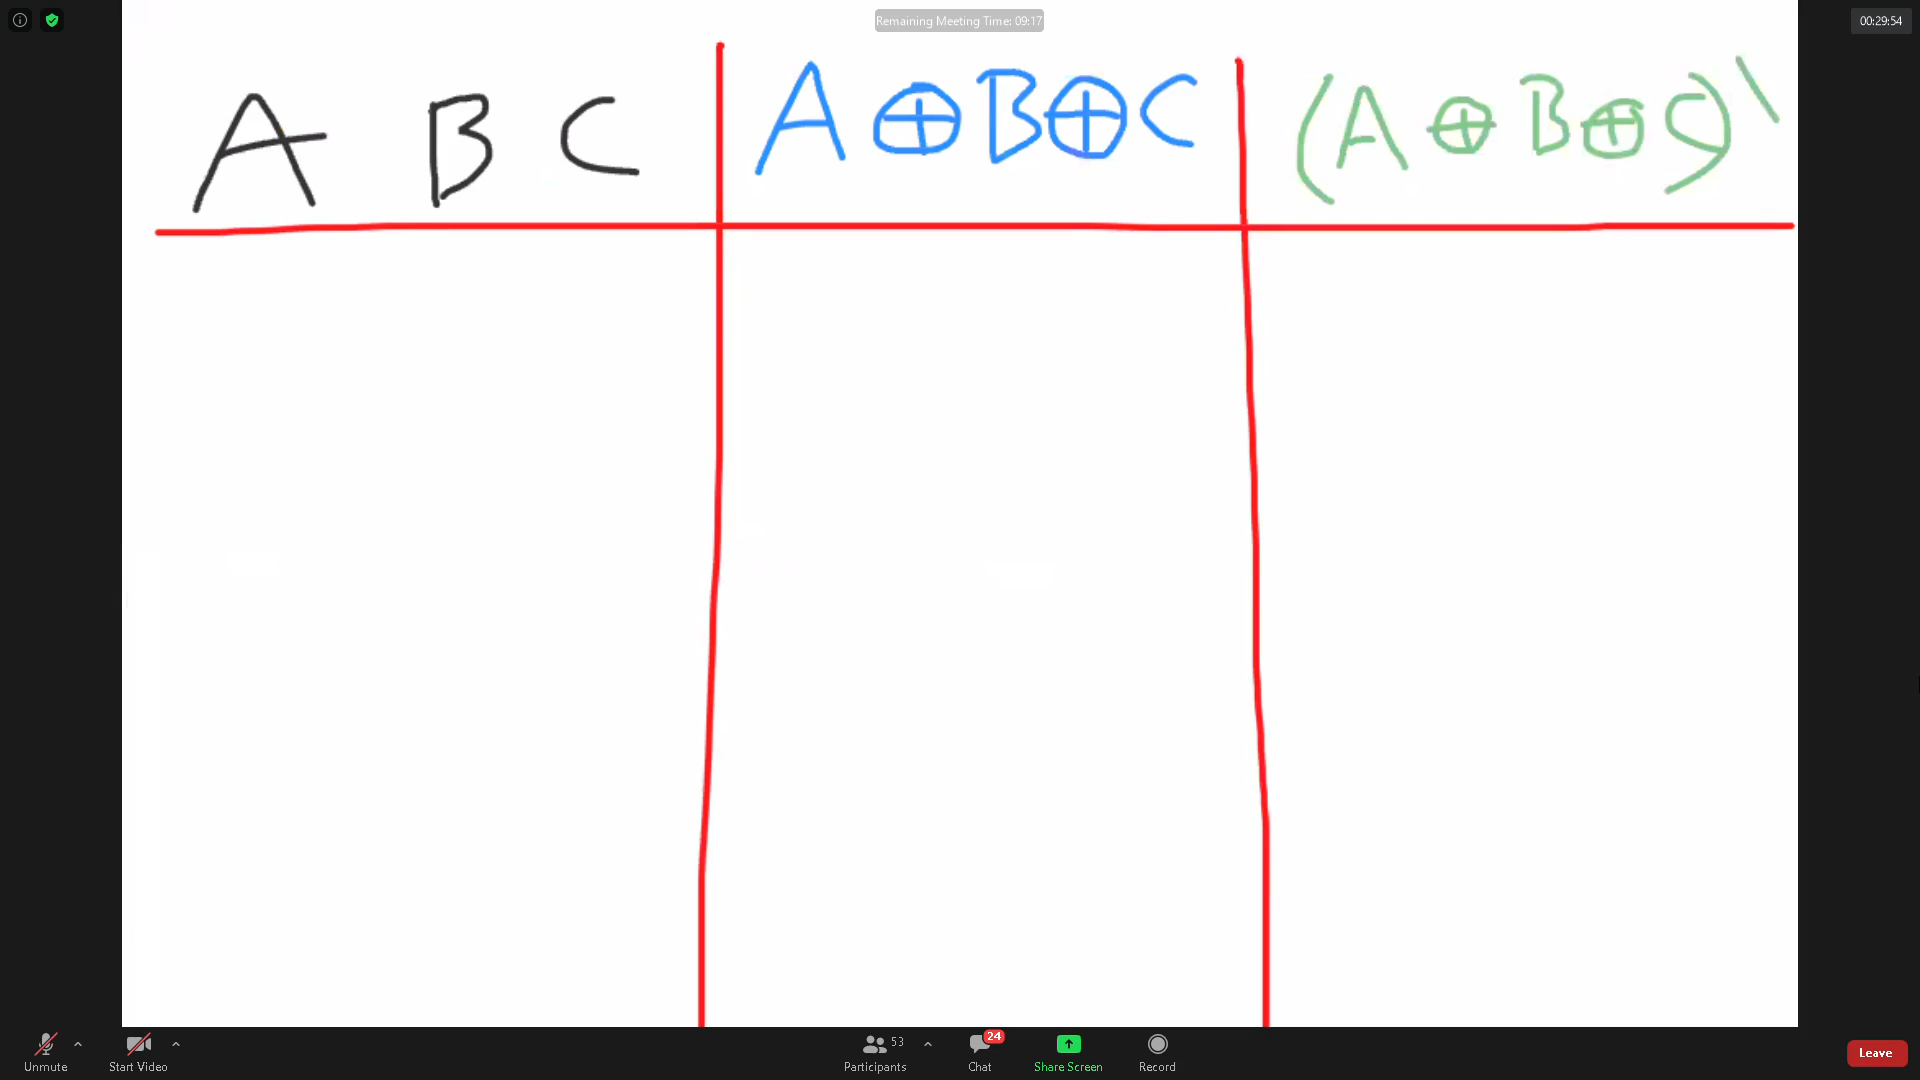 Remaining Meeting Time: 09:17
00:29:54
A B C A⊕B⊕C (A⊕B⊕C)'
53
24
Unmute Start Video Participants Chat Share Screen Record Leave